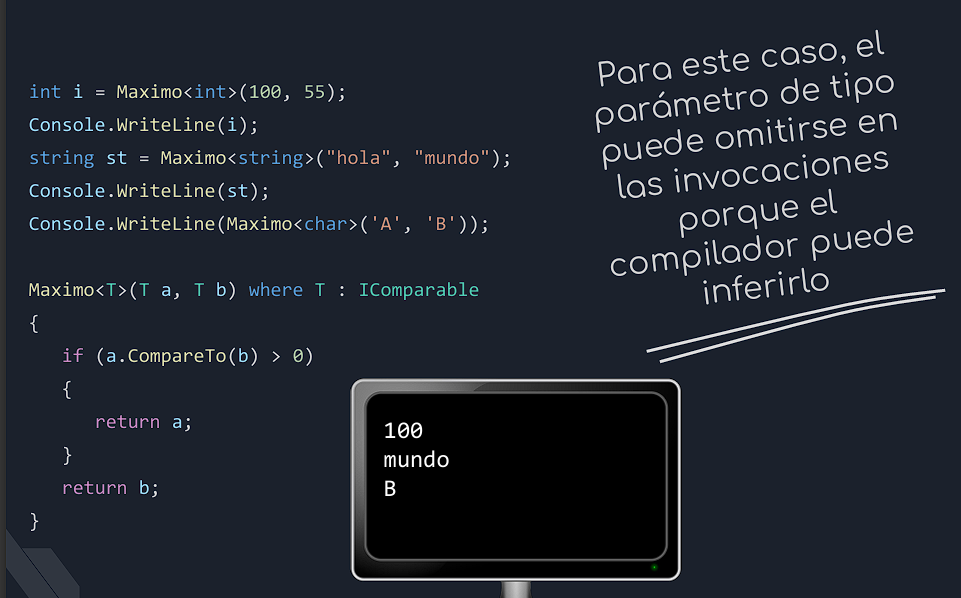 int i = Maximo<int>(100, 55);
Console.WriteLine(i);
string st = Maximo<string>("hola", "mundo");
Console.WriteLine(st);
Console.WriteLine(Maximo<char>('A', 'B'));
Maximo<T>(T a, T b) where T : IComparable
{
if (a.CompareTo(b) > 0)
{
return a;
}
return b;
}
Para este caso, el
parámetro de tipo
puede omitirse en
las invocaciones
porque el
compilador puede
inferirlo
100
mundo
B